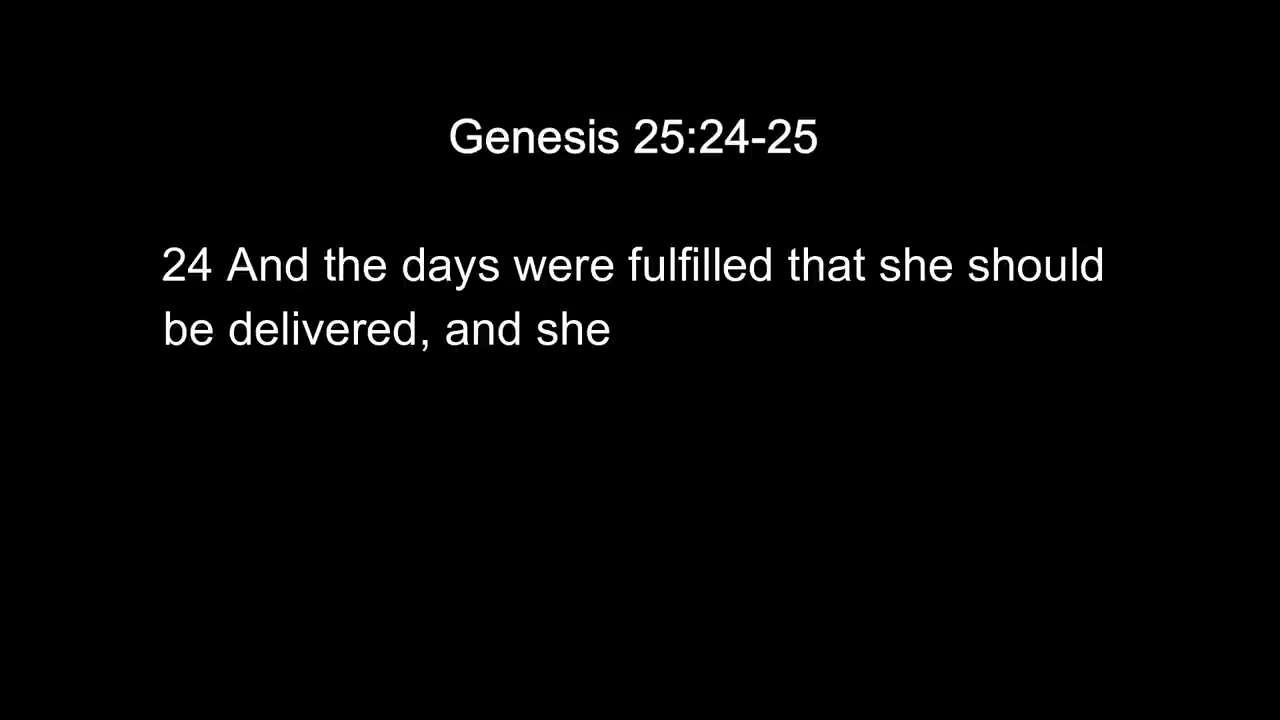 Genesis 25:24-25
24 And the days were fulfilled that she should
be delivered, and she